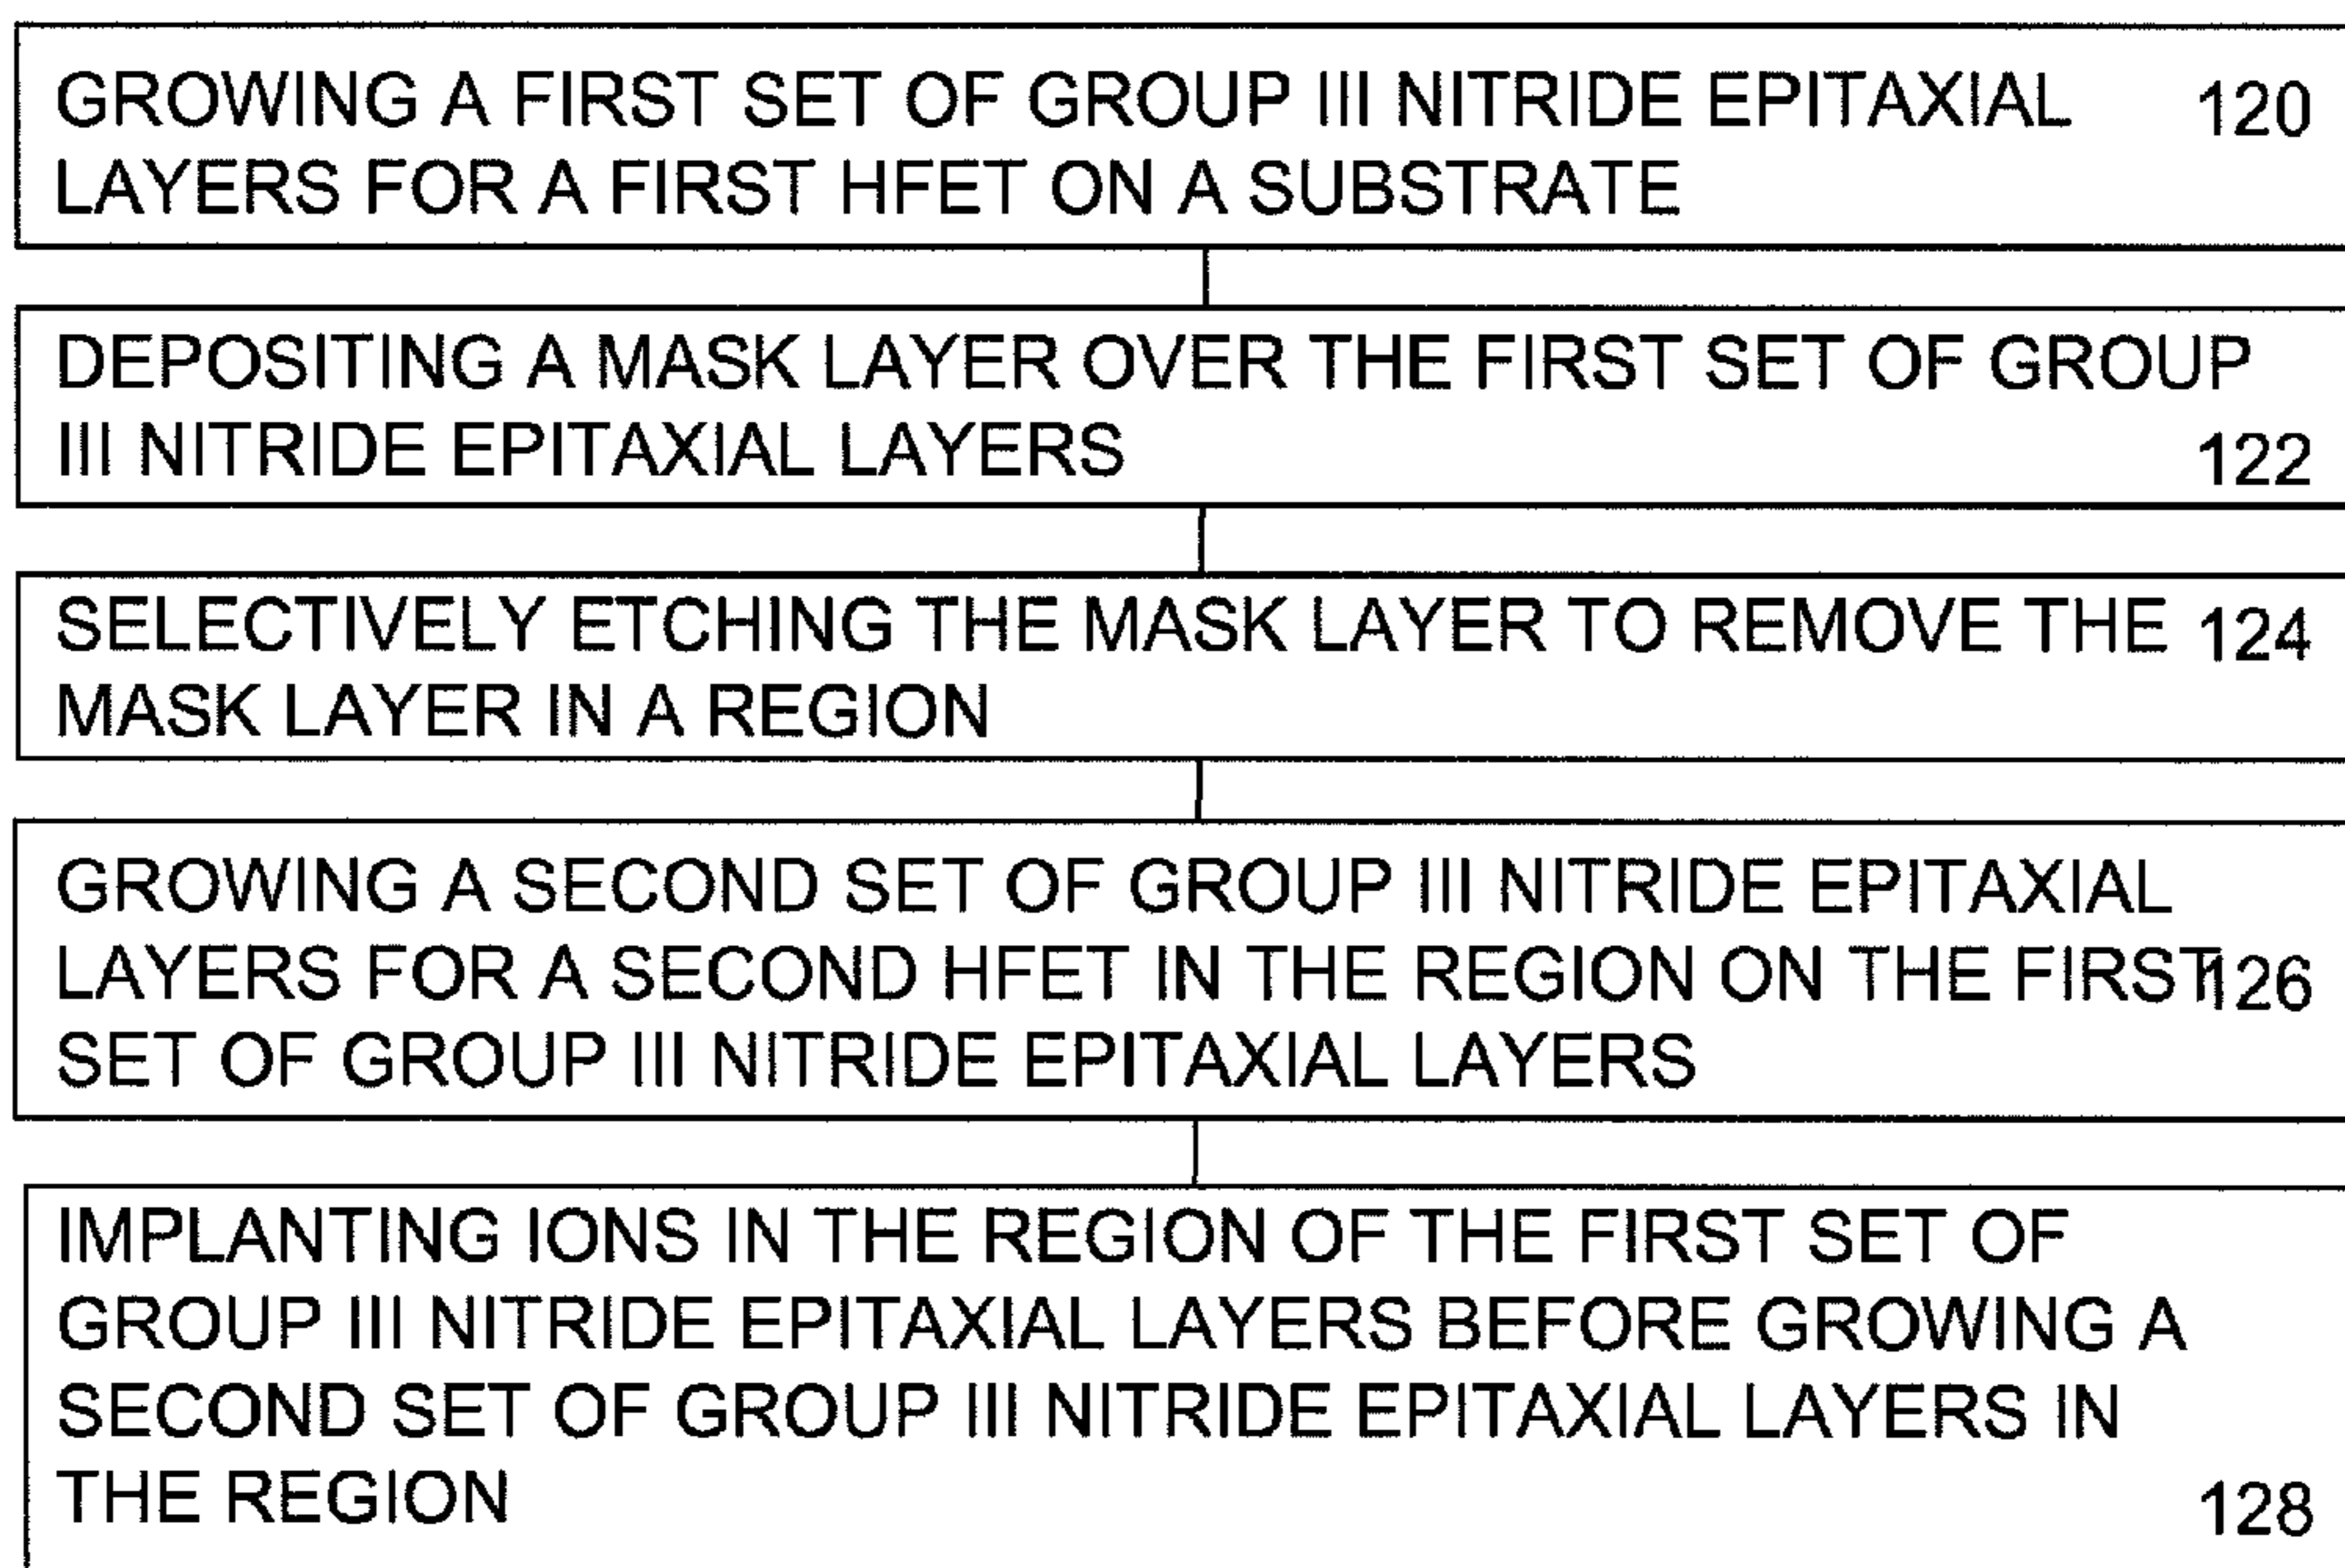 GROWING A FIRST SET OF GROUP III NITRIDE EPITAXIAL 120
LAYERS FOR A FIRST HFET ON A SUBSTRATE
DEPOSITING A MASK LAYER OVER THE FIRST SET OF GROUP
III NITRIDE EPITAXIAL LAYERS 122
SELECTIVELY ETCHING THE MASK LAYER TO REMOVE THE 124
MASK LAYER IN A REGION
GROWING A SECOND SET OF GROUP III NITRIDE EPITAXIAL
LAYERS FOR A SECOND HFET IN THE REGION ON THE FIRST 126
SET OF GROUP III NITRIDE EPITAXIAL LAYERS
IMPLANTING IONS IN THE REGION OF THE FIRST SET OF
GROUP III NITRIDE EPITAXIAL LAYERS BEFORE GROWING A
SECOND SET OF GROUP III NITRIDE EPITAXIAL LAYERS IN
THE REGION 128